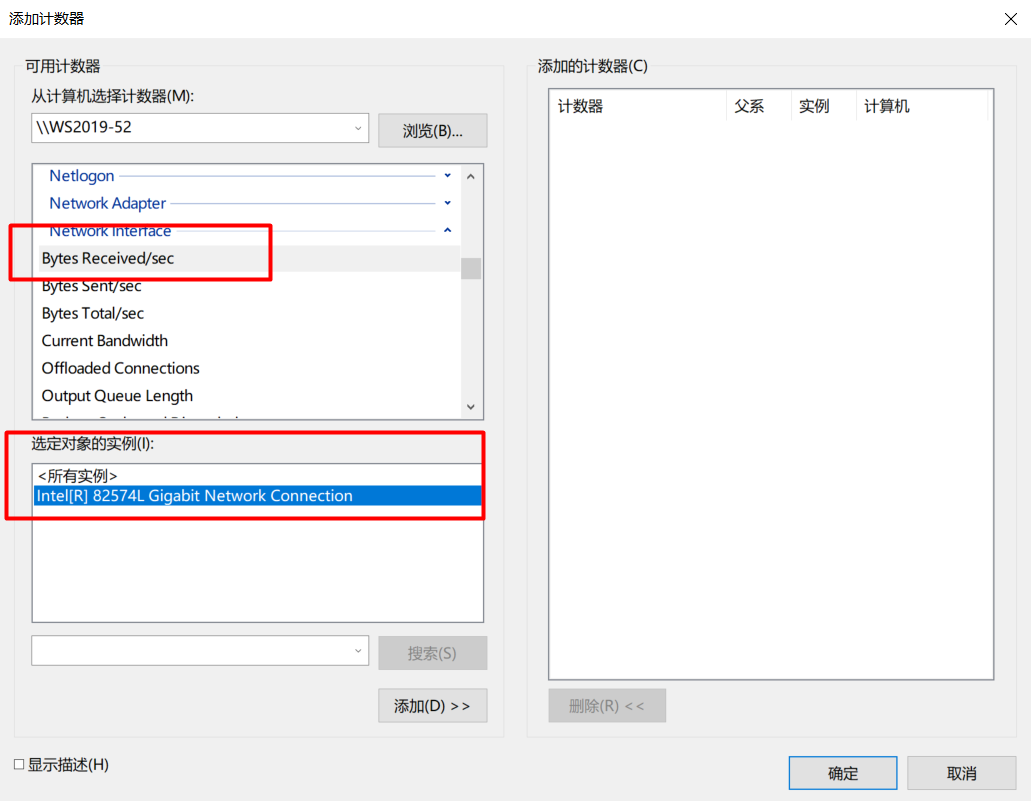 添加计数器
可用计数器
从计算机选择计数器(M):
\\WS2019-52
浏览(B)...
Netlogon
Network Adapter
Network Interface
Bytes Received/sec
Bytes Sent/sec
Bytes Total/sec
Current Bandwidth
Offloaded Connections
Output Queue Length
选定对象的实例(I):
<所有实例>
Intel[R] 82574L Gigabit Network Connection
搜索(S)
添加(D) >>
显示描述(H)
添加的计数器(C)
计数器 父系 实例 计算机
删除(R) <<
确定 取消